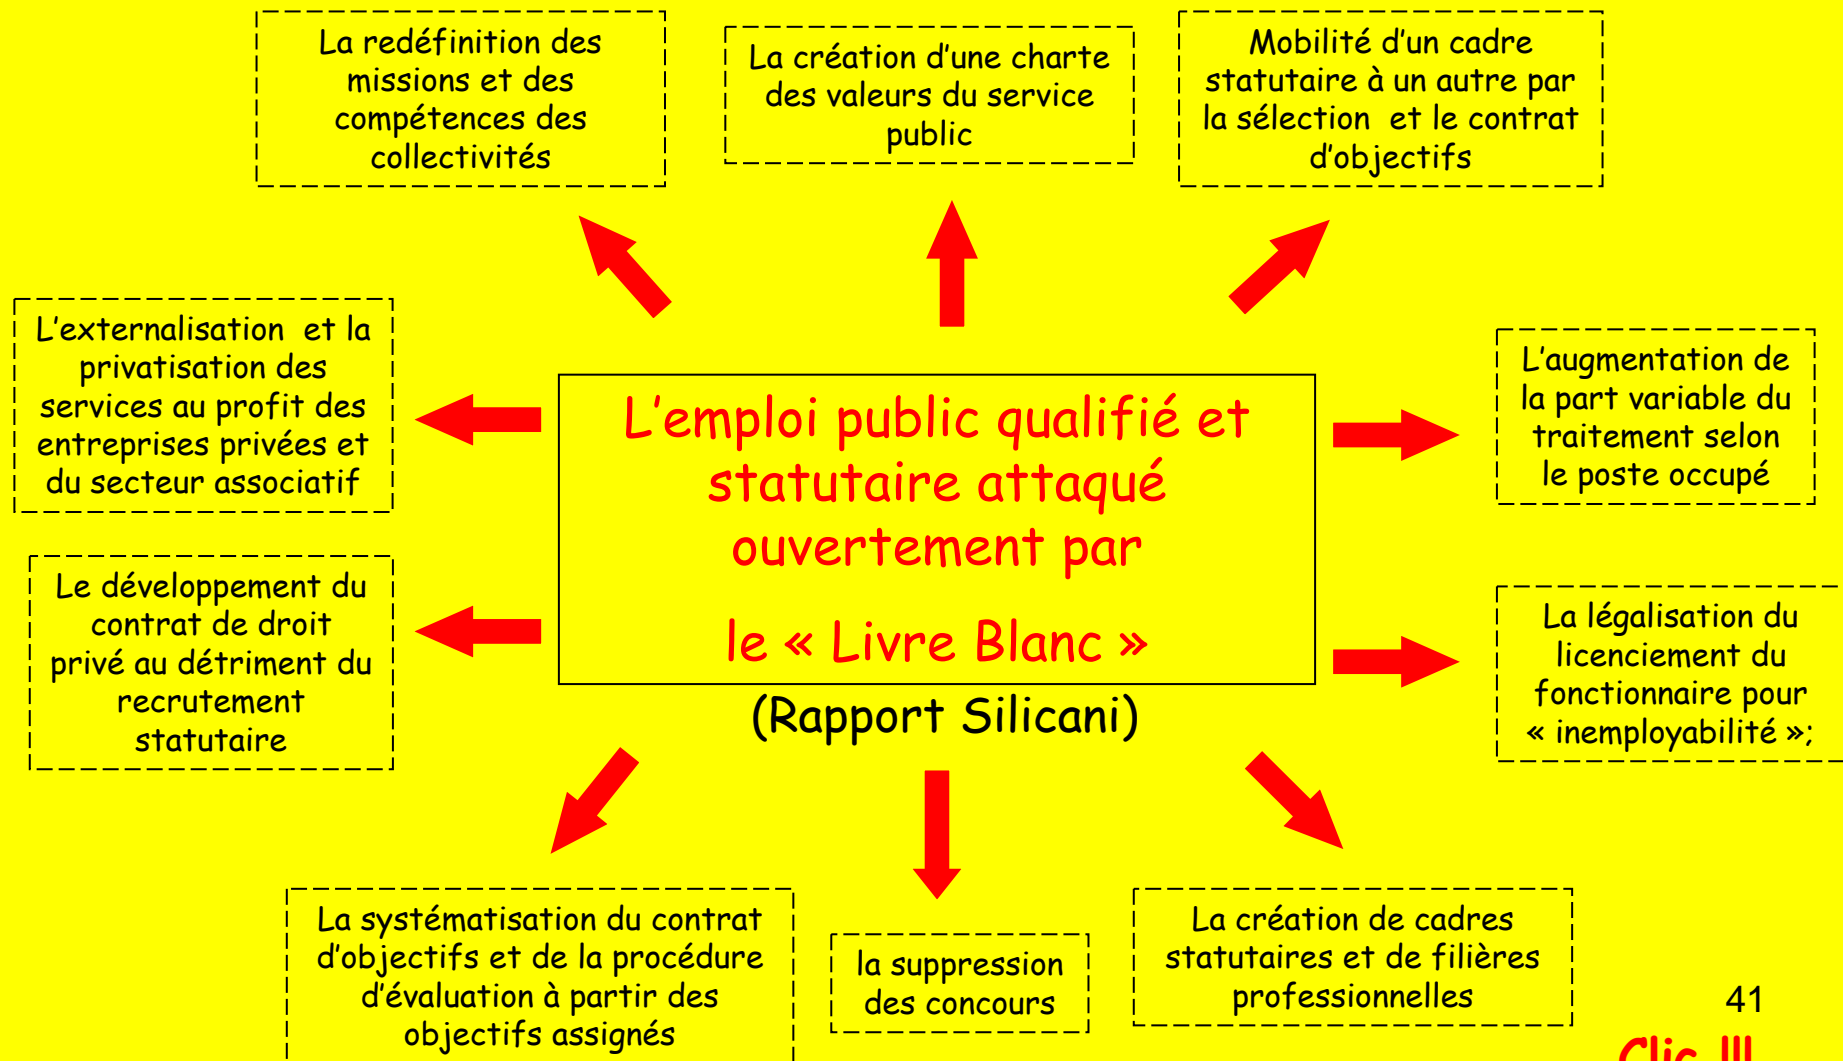 La redéfinition des
missions et des
compétences des
collectivités
La création d'une charte
des valeurs du service
public
Mobilité d'un cadre
statutaire à un autre par
la sélection et le contrat
d'objectifs
L'externalisation et la
privatisation des
services au profit des
entreprises privées et
du secteur associatif
L'emploi public qualifié et
statutaire attaqué
ouvertement par
le « Livre Blanc »
(Rapport Silicani)
L'augmentation de
la part variable du
traitement selon
le poste occupé
Le développement du
contrat de droit
privé au détriment du
recrutement
statutaire
La légalisation du
licenciement du
fonctionnaire pour
« inemployabilité »;
La systématisation du contrat
d'objectifs et de la procédure
d'évaluation à partir des
objectifs assignés
la suppression
des concours
La création de cadres
statutaires et de filières
professionnelles
41
Clic !!!